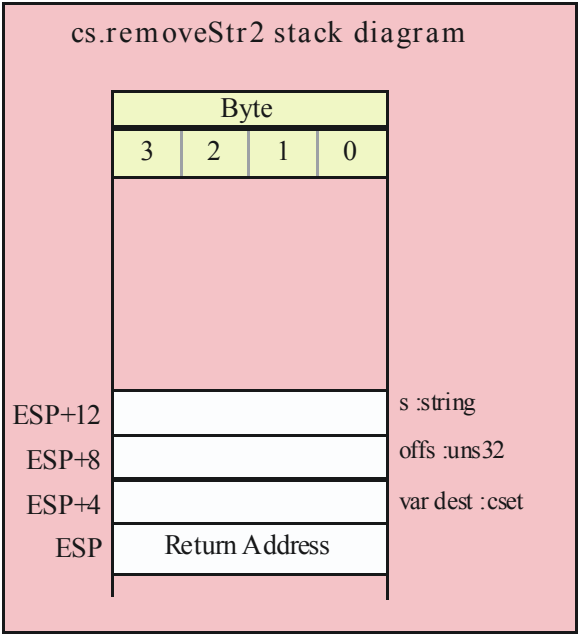 cs.removeStr2 stack diagram
Byte
3 2 1 0
ESP+12 s :string
ESP+8 offs :uns32
ESP+4 var dest :cset
ESP Return Address